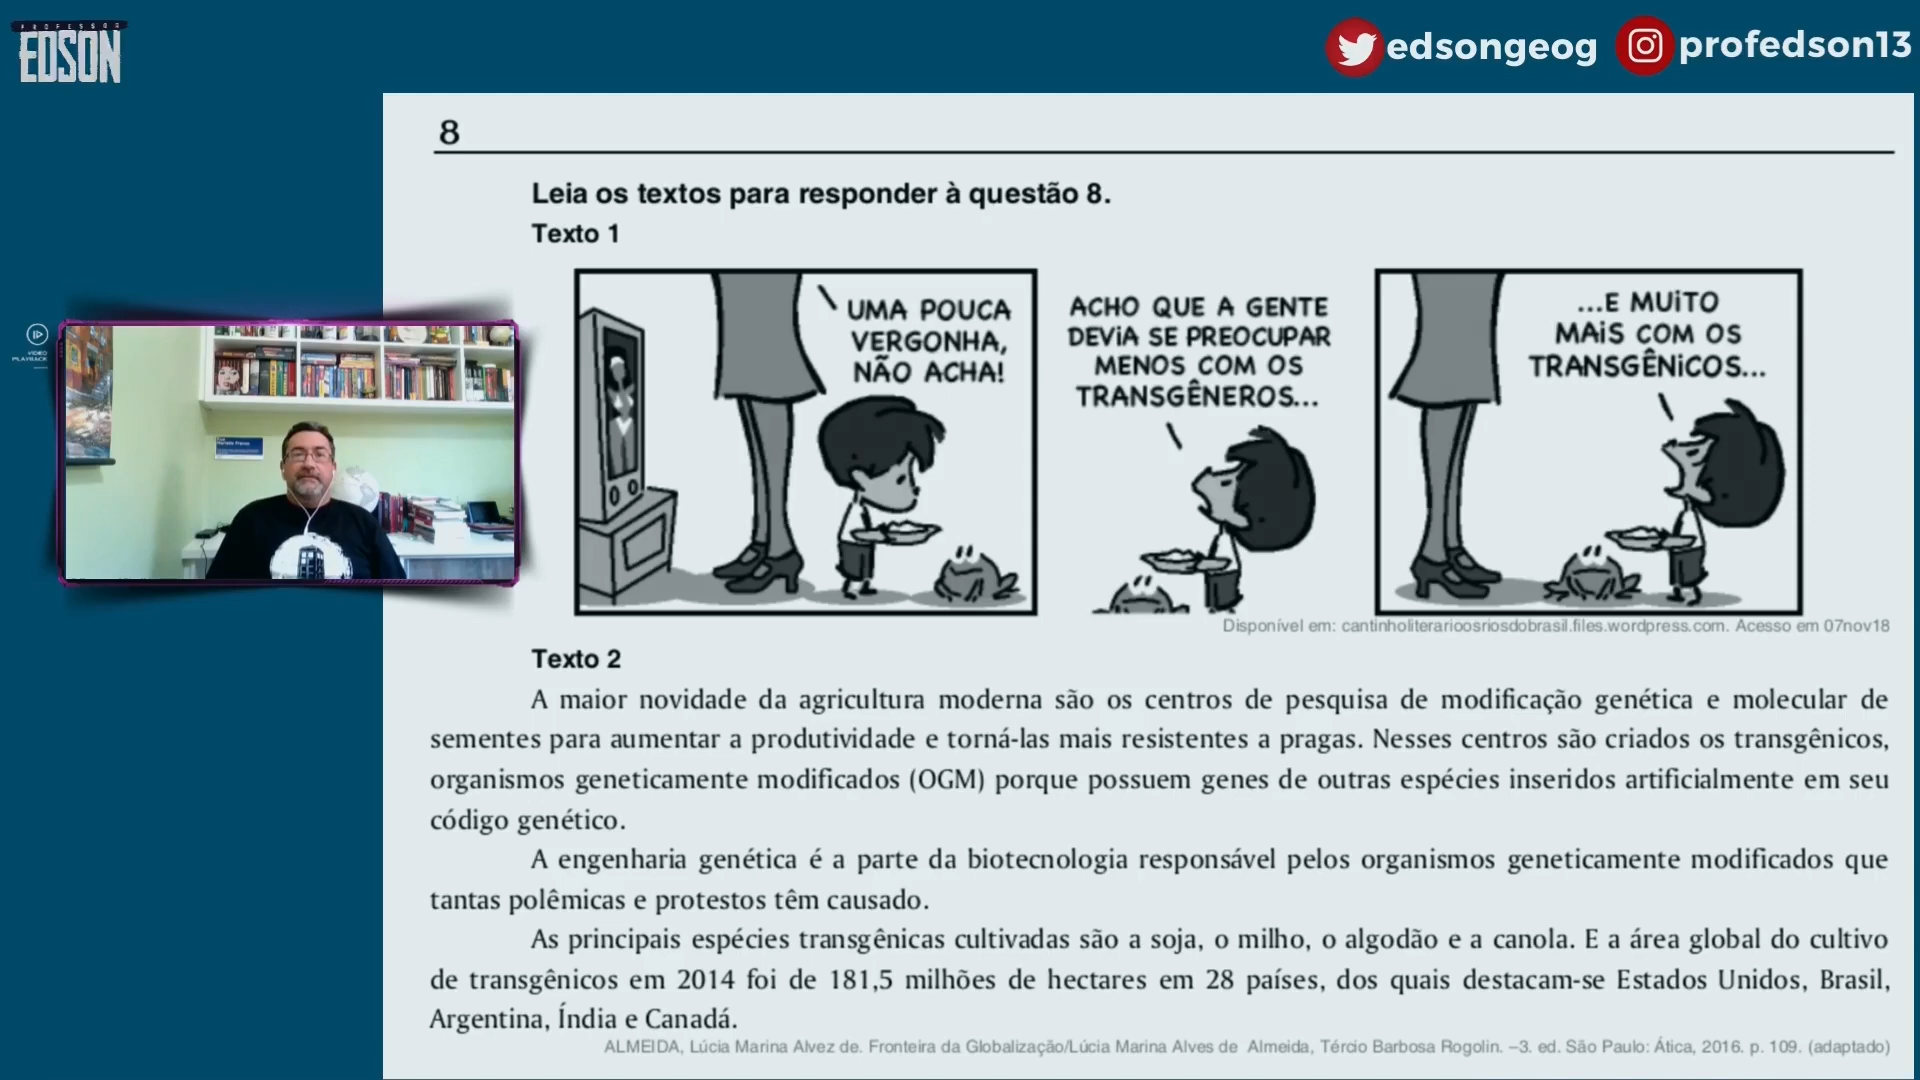 PROFESSOR
EDSON
edsongeog
profedson13
8
Leia os textos para responder à questão 8.
Texto 1
UMA POUCA
VERGONHA,
NÃO ACHA!
ACHO QUE A GENTE
DEVIA SE PREOCUPAR
MENOS COM OS
TRANSGÊNEROS...
...E MUITO
MAIS COM OS
TRANSGÊNICOS...
Disponível em: cantinholiterarioosriosdobrasil.files.wordpress.com. Acesso em 07nov18
VIDEO
PLAYBACK
Texto 2
A maior novidade da agricultura moderna são os centros de pesquisa de modificação genética e molecular de
sementes para aumentar a produtividade e torná-las mais resistentes a pragas. Nesses centros são criados os transgênicos,
organismos geneticamente modificados (OGM) porque possuem genes de outras espécies inseridos artificialmente em seu
código genético.
A engenharia genética é a parte da biotecnologia responsável pelos organismos geneticamente modificados que
tantas polêmicas e protestos têm causado.
As principais espécies transgênicas cultivadas são a soja, o milho, o algodão e a canola. E a área global do cultivo
de transgênicos em 2014 foi de 181,5 milhões de hectares em 28 países, dos quais destacam-se Estados Unidos, Brasil,
Argentina, Índia e Canadá.
ALMEIDA, Lúcia Marina Alvez de. Fronteira da Globalização/Lúcia Marina Alves de Almeida, Tércio Barbosa Rogolin. –3. ed. São Paulo: Ática, 2016. p. 109. (adaptado)